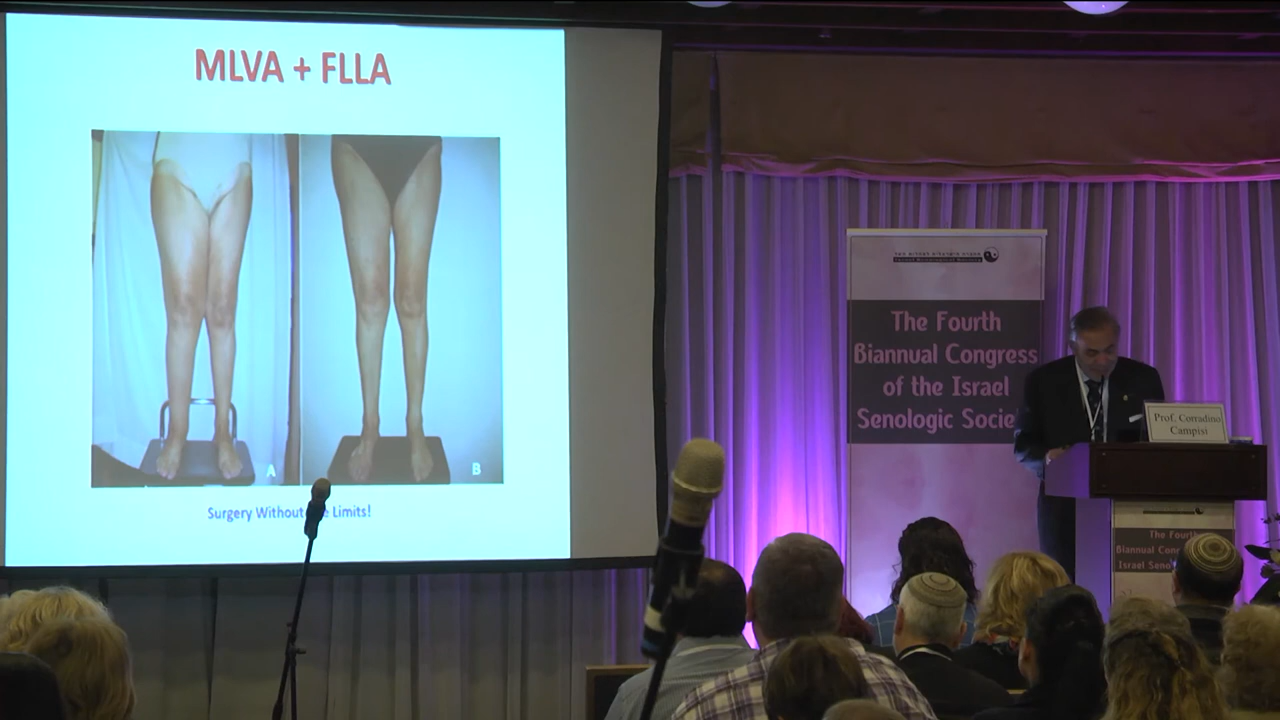 MLVA + FLLA
A
B
Surgery Without Limits!
The Fourth
Biannual Congress
of the Israel
Senologic Socie
Prof. Corradino
Campisi
The Fourth
Biannual Con
Israel Seno